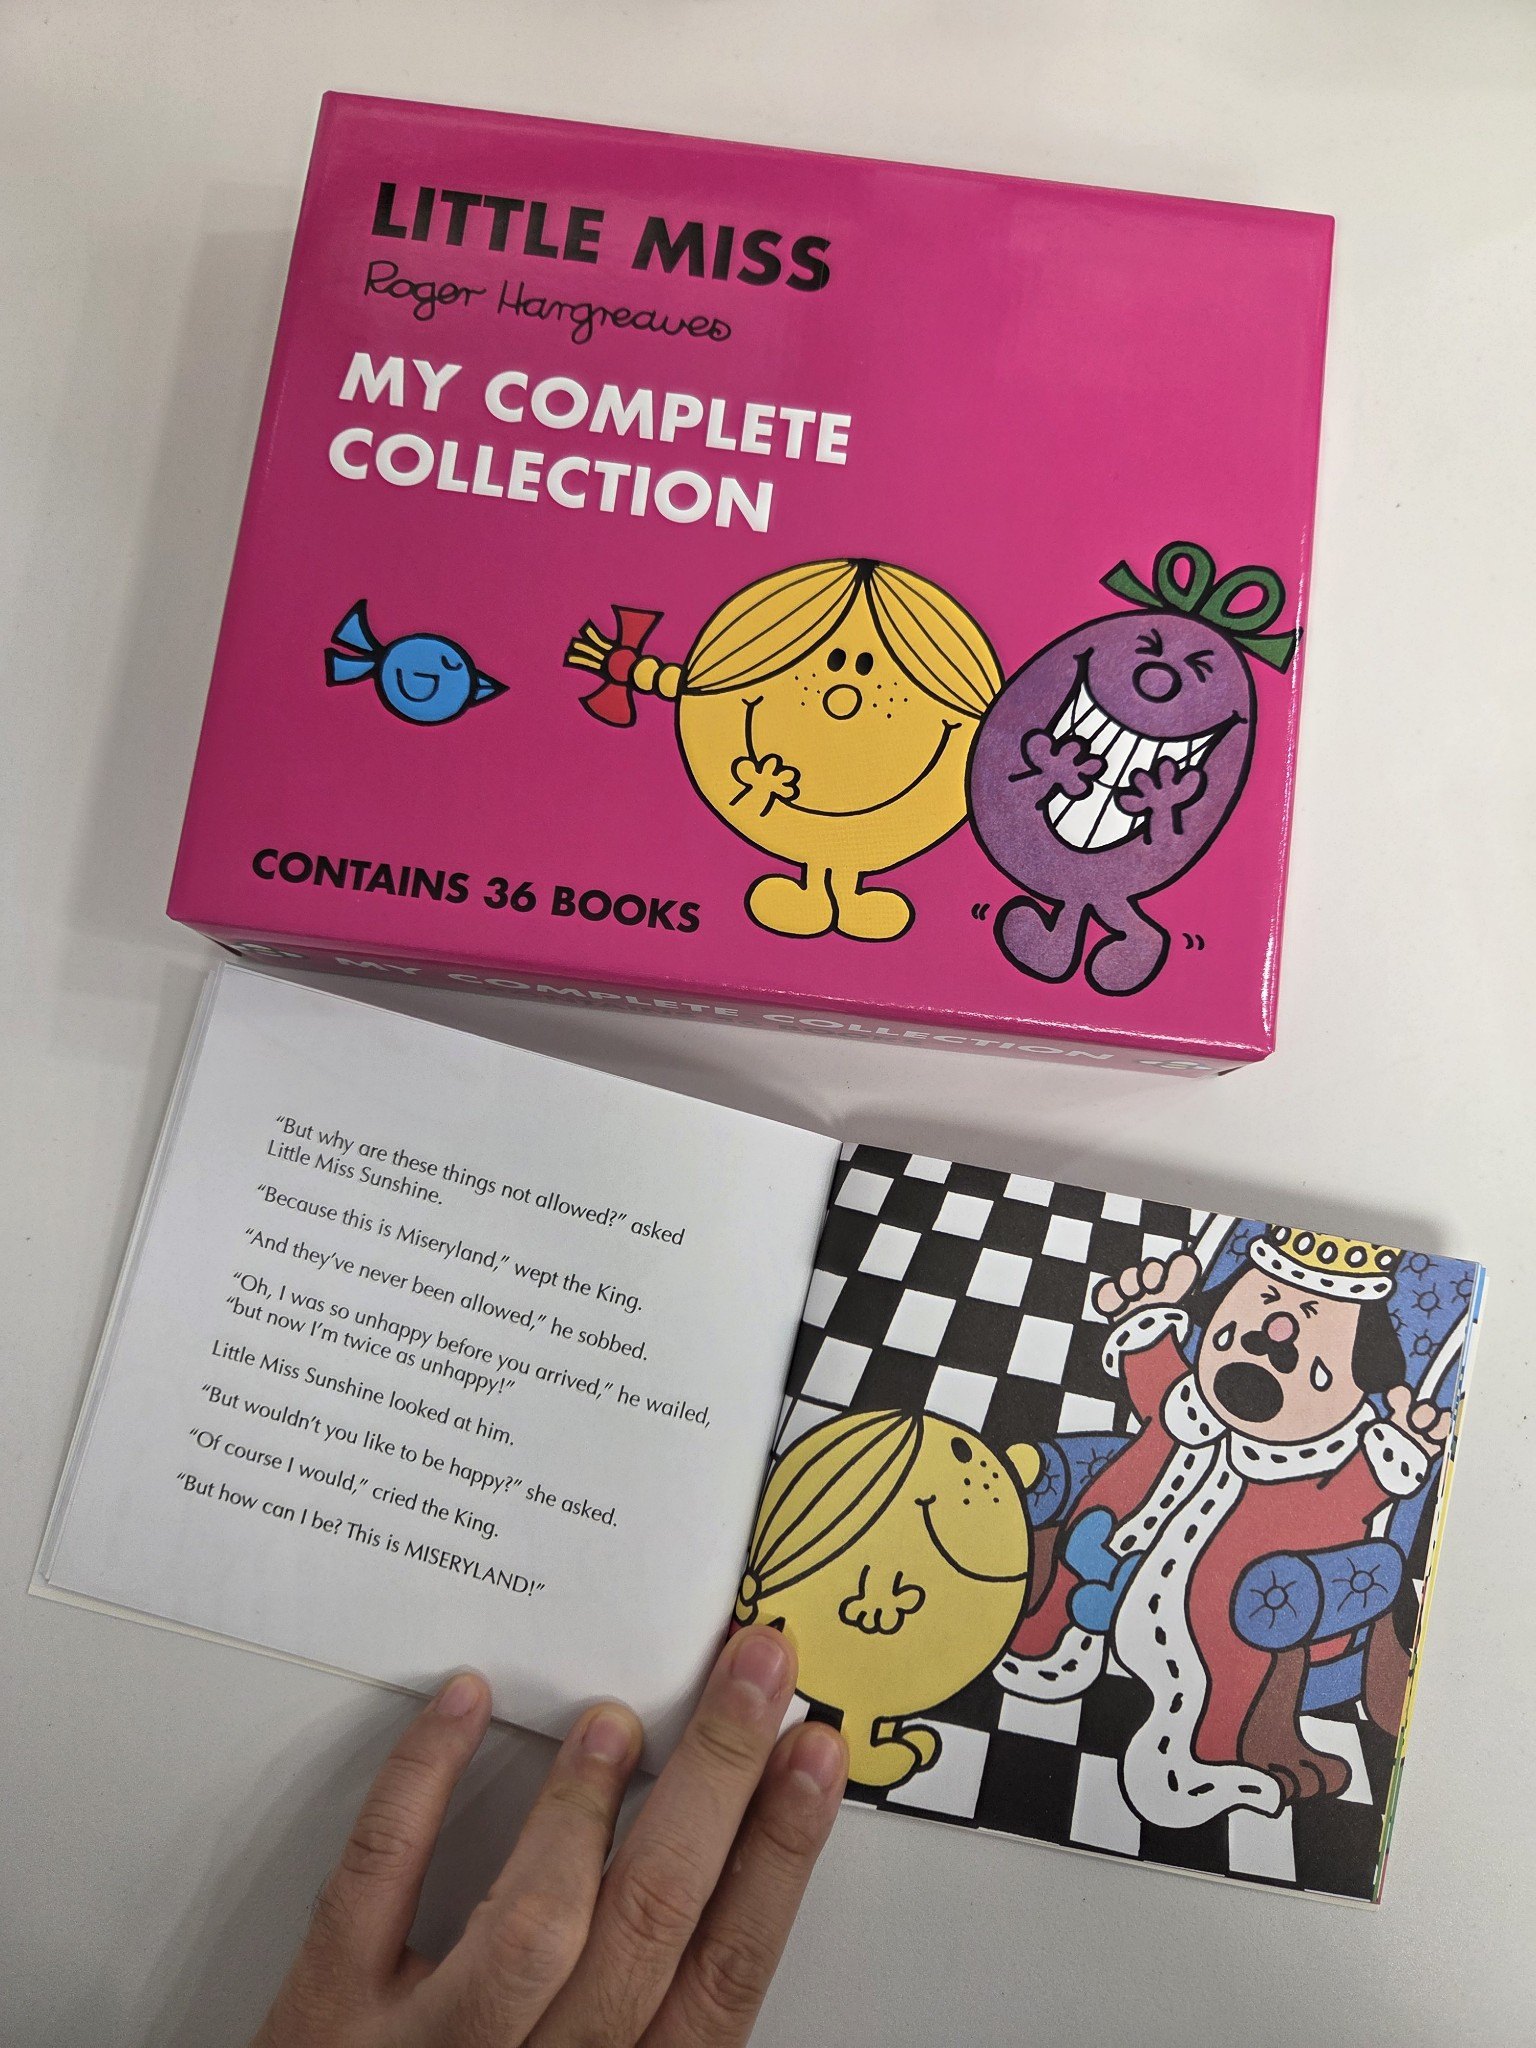 LITTLE MISS
Roger Hargreaves
MY COMPLETE
COLLECTION
CONTAINS 36 BOOKS
MY COMPLETE COLLECTION
“But why are these things not allowed?” asked
Little Miss Sunshine.
“Because this is Miseryland,” wept the King.
“And they’ve never been allowed,” he sobbed.
“Oh, I was so unhappy before you arrived,” he wailed,
“but now I’m twice as unhappy!”
Little Miss Sunshine looked at him.
“But wouldn’t you like to be happy?” she asked.
“Of course I would,” cried the King.
“But how can I be? This is MISERYLAND!”